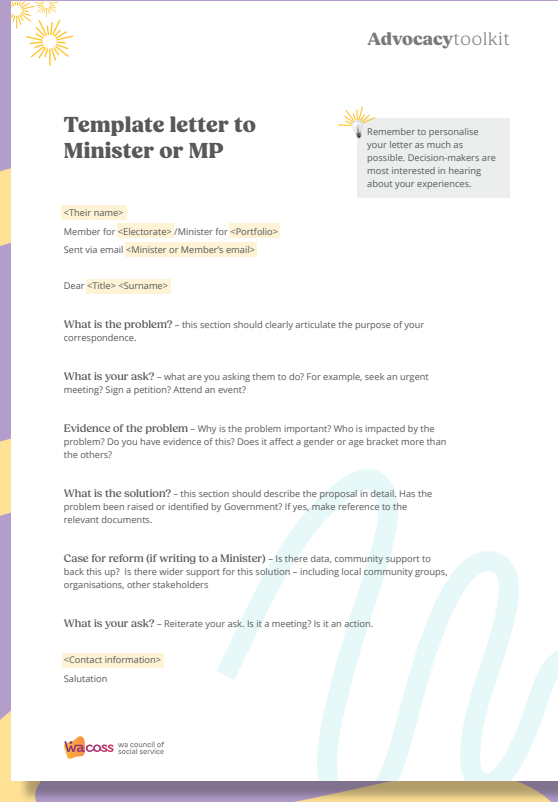 Advocacytoolkit
Template letter to
Minister or MP
Remember to personalise
your letter as much as
possible. Decision-makers are
most interested in hearing
about your experiences.
<Their name>
Member for <Electorate>/Minister for <Portfolio>
Sent via email <Minister or Member's email>
Dear <Title> <Surname>
What is the problem? – this section should clearly articulate the purpose of your
correspondence.
What is your ask? – what are you asking them to do? For example, seek an urgent
meeting? Sign a petition? Attend an event?
Evidence of the problem – Why is the problem important? Who is impacted by the
problem? Do you have evidence of this? Does it affect a gender or age bracket more than
the others?
What is the solution? – this section should describe the proposal in detail. Has the
problem been raised or identified by Government? If yes, make reference to the
relevant documents.
Case for reform (if writing to a Minister) – Is there data, community support to
back this up?  Is there wider support for this solution – including local community groups,
organisations, other stakeholders
What is your ask? – Reiterate your ask. Is it a meeting? Is it an action.
<Contact information>
Salutation
wacoss wa council of
social service